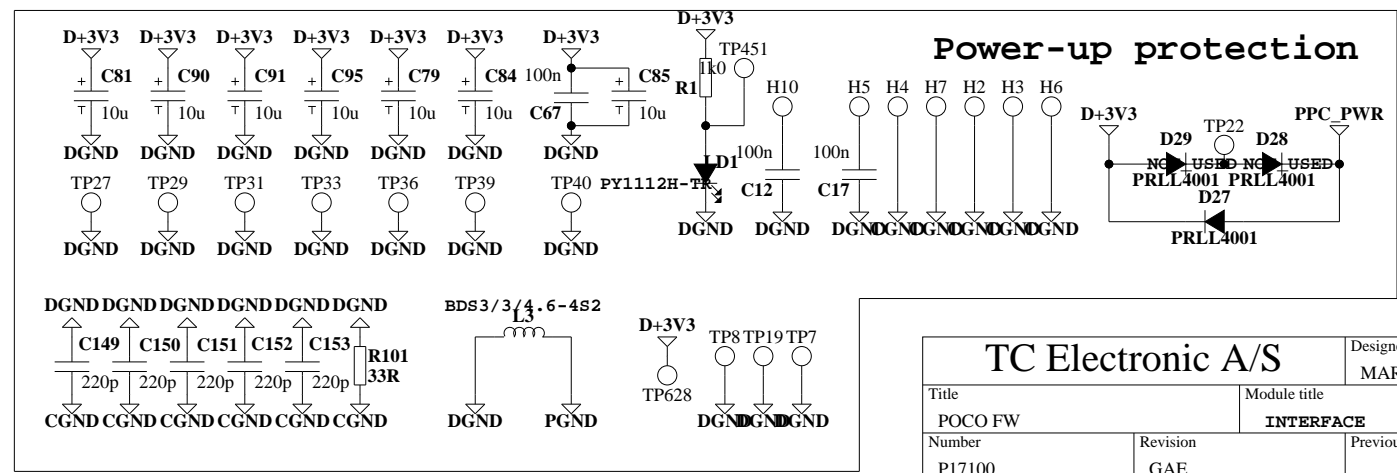 Power-up protection
D+3V3 D+3V3 D+3V3 D+3V3 D+3V3 D+3V3 D+3V3 D+3V3
TP451
C81 C90 C91 C95 C79 C84 100n C85 R1 1k0
10u 10u 10u 10u 10u 10u C67 10u
DGND DGND DGND DGND DGND DGND DGND
H10 H5 H4 H7 H2 H3 H6
D+3V3 TP22 PPC_PWR
D29 D28
NOT USED NOT USED
PRLL4001 PRLL4001
D27
PRLL4001
100n 100n
LD1
PY1112H-TR
C12 C17
TP27 TP29 TP31 TP33 TP36 TP39 TP40
DGND DGND DGND DGND DGND DGND DGND
DGND DGND DGND DGND DGND DGND DGND DGND
DGND DGND DGND DGND DGND DGND
C149 C150 C151 C152 C153 R101
220p 220p 220p 220p 220p 33R
CGND CGND CGND CGND CGND CGND
BDS3/3/4.6-4S2
L3
DGND PGND
D+3V3
TP628
TP8 TP19 TP7
DGND DGND DGND
TC Electronic A/S
Designe
MAR
Title
POCO FW
Module title
INTERFACE
Number
P17100
Revision
GAE
Previou